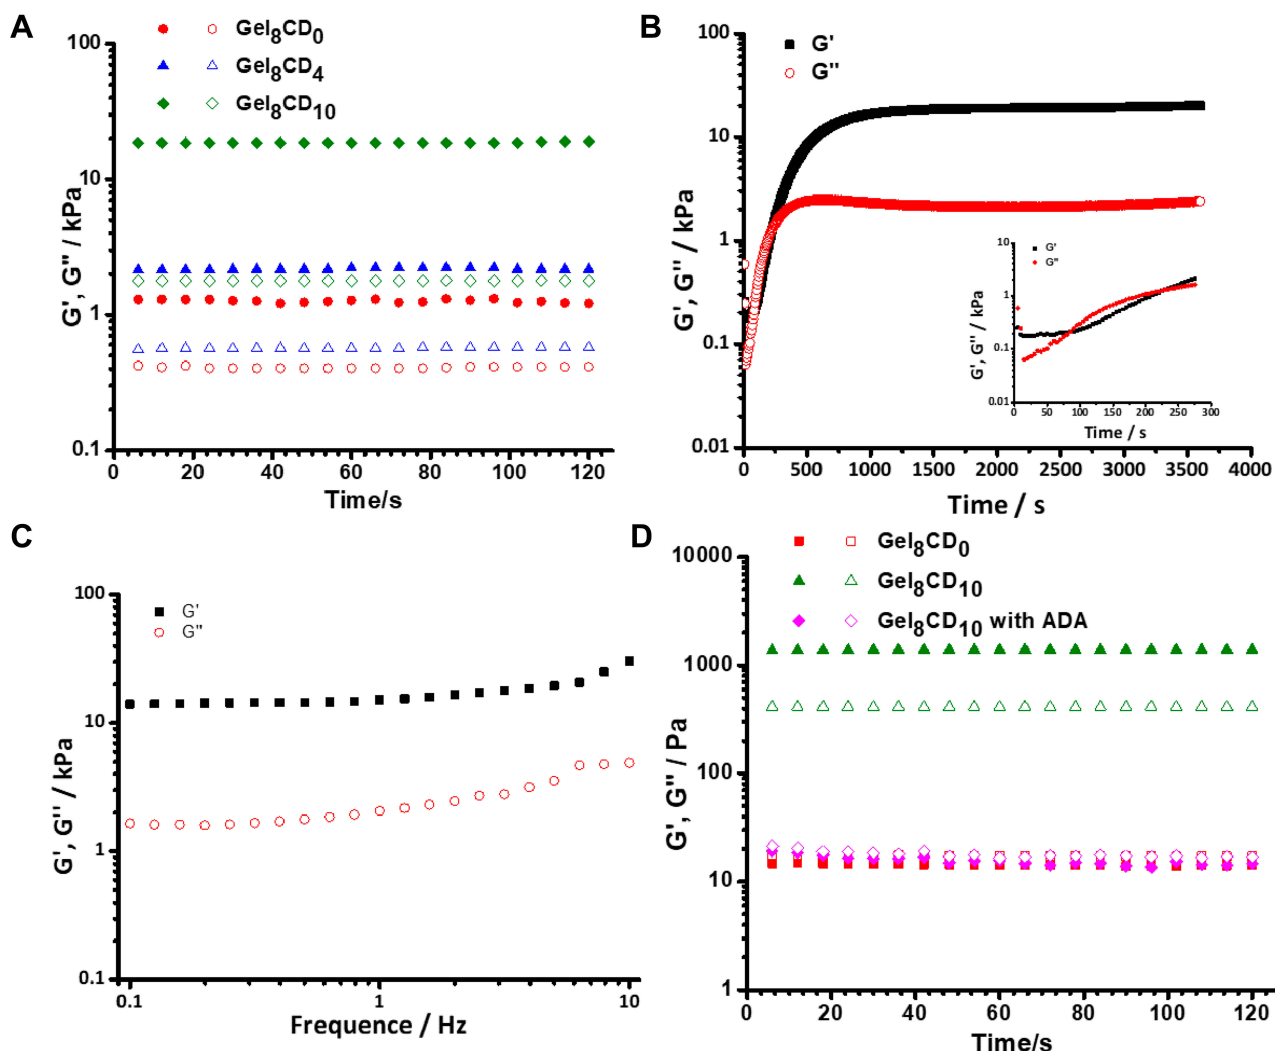 A
Gel8CD0
Gel8CD4
Gel8CD10
100
10
1
0.1
G', G" / kPa
0 20 40 60 80 100 120
Time/s
B
G'
G''
100
10
1
0.1
0.01
G', G'' / kPa
0 500 1000 1500 2000 2500 3000 3500 4000
Time / s
G'
G''
10
1
0.1
0.01
G', G'' / kPa
0 50 100 150 200 250 300
Time / s
C
G'
G''
100
10
1
0.1
G', G'' / kPa
0.1 1 10
Frequence / Hz
D
Gel8CD0
Gel8CD10
Gel8CD10 with ADA
10000
1000
100
10
1
G', G'' / Pa
0 20 40 60 80 100 120
Time/s